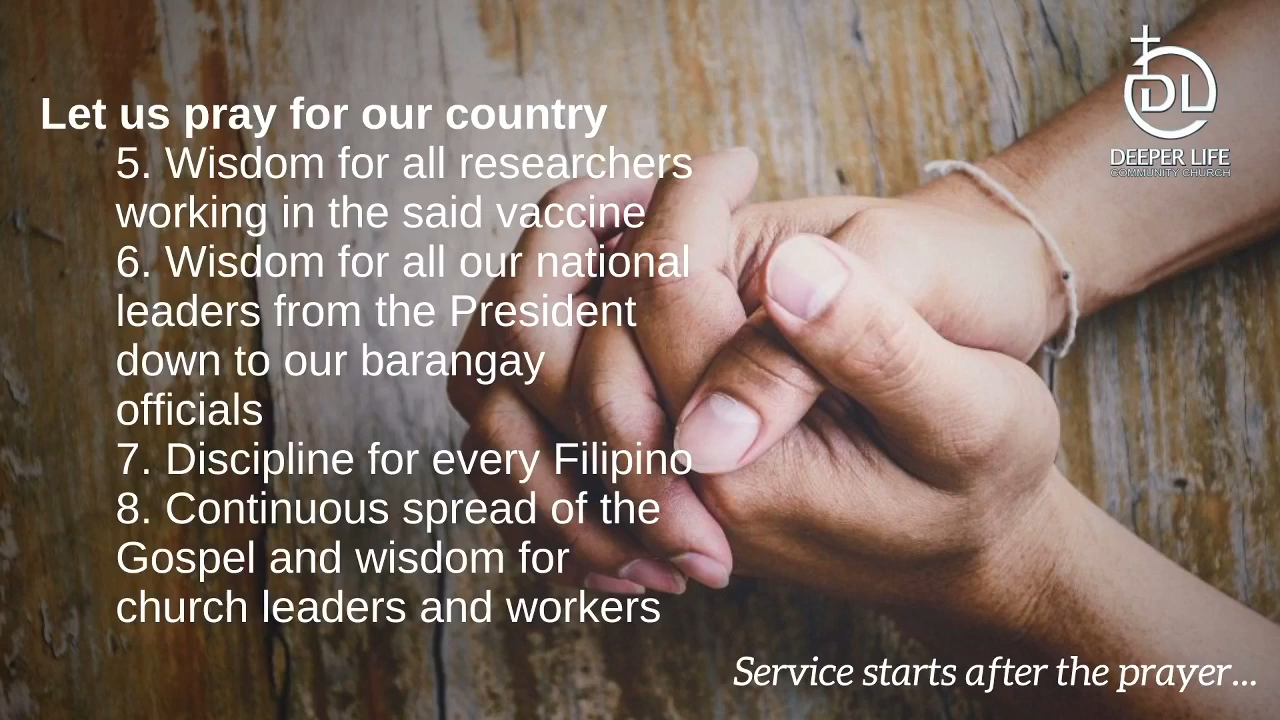 DL
DEEPER LIFE
COMMUNITY CHURCH
Let us pray for our country
5. Wisdom for all researchers
working in the said vaccine
6. Wisdom for all our national
leaders from the President
down to our barangay
officials
7. Discipline for every Filipino
8. Continuous spread of the
Gospel and wisdom for
church leaders and workers
Service starts after the prayer...